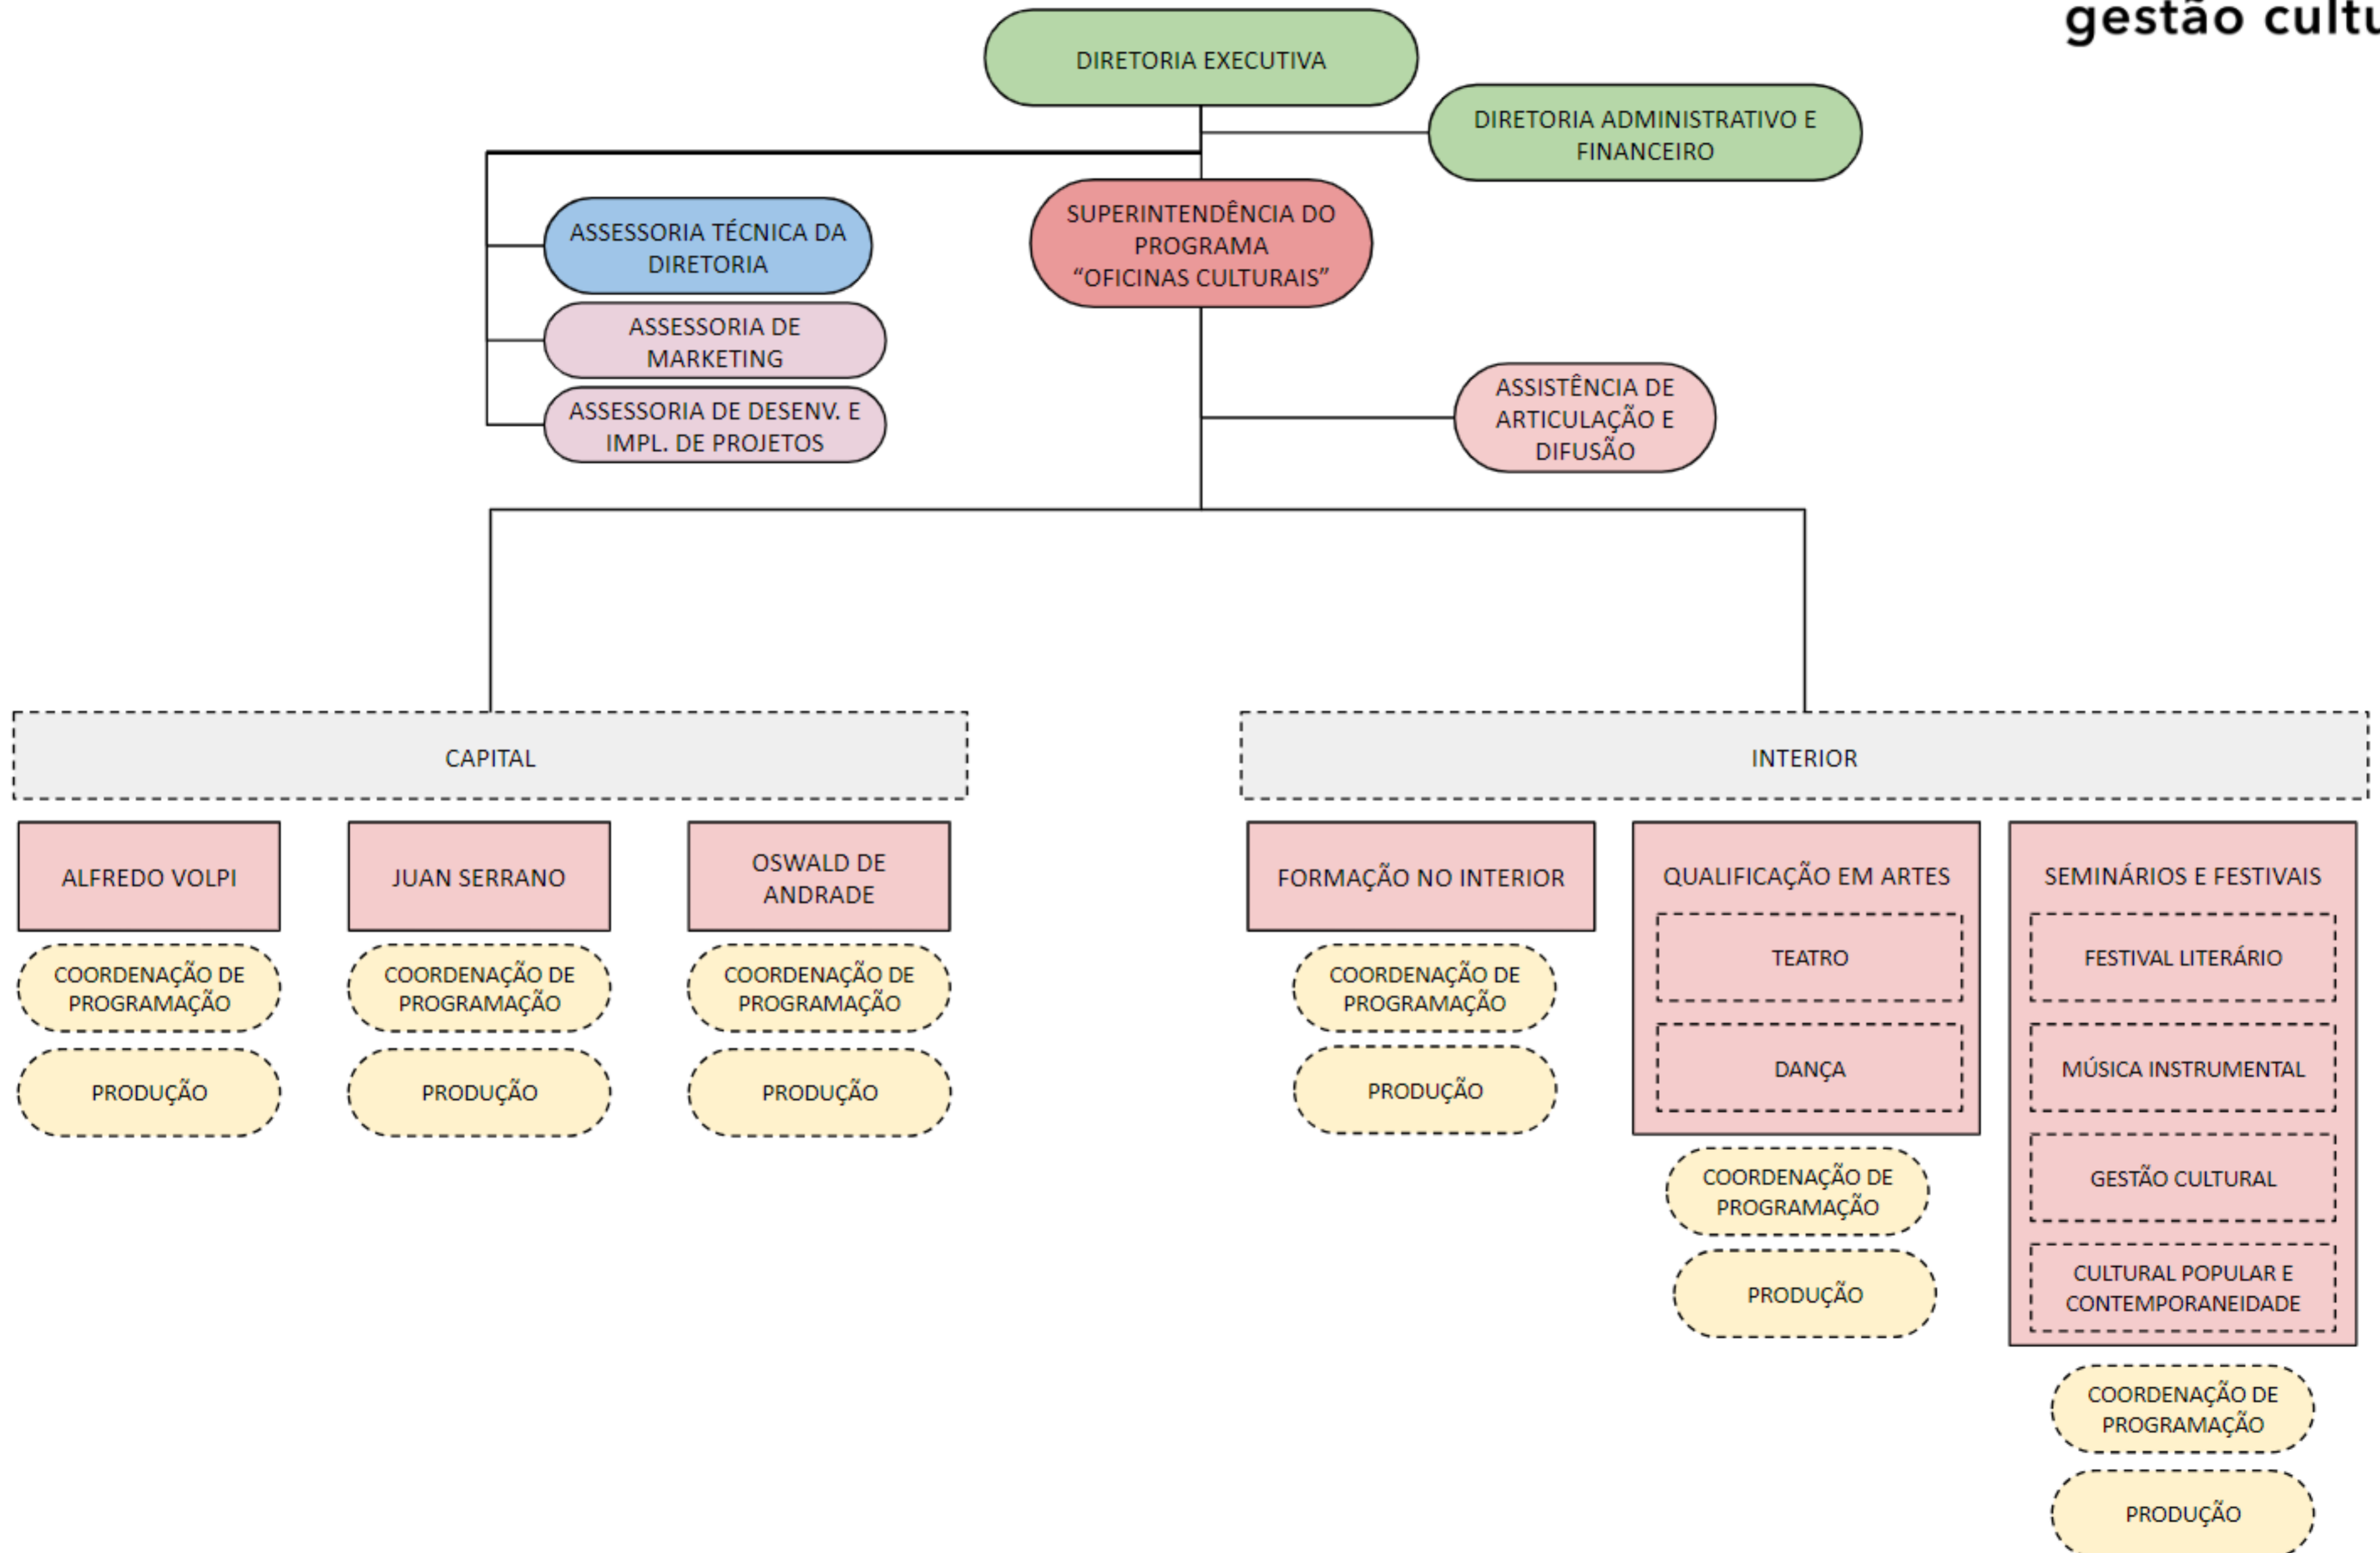 gestão cultu
DIRETORIA EXECUTIVA
DIRETORIA ADMINISTRATIVO E
FINANCEIRO
SUPERINTENDÊNCIA DO
PROGRAMA
“OFICINAS CULTURAIS”
ASSESSORIA TÉCNICA DA
DIRETORIA
ASSESSORIA DE
MARKETING
ASSESSORIA DE DESENV. E
IMPL. DE PROJETOS
ASSISTÊNCIA DE
ARTICULAÇÃO E
DIFUSÃO
CAPITAL
ALFREDO VOLPI
COORDENAÇÃO DE
PROGRAMAÇÃO
PRODUÇÃO
JUAN SERRANO
COORDENAÇÃO DE
PROGRAMAÇÃO
PRODUÇÃO
OSWALD DE
ANDRADE
COORDENAÇÃO DE
PROGRAMAÇÃO
PRODUÇÃO
INTERIOR
FORMAÇÃO NO INTERIOR
COORDENAÇÃO DE
PROGRAMAÇÃO
PRODUÇÃO
QUALIFICAÇÃO EM ARTES
TEATRO
DANÇA
COORDENAÇÃO DE
PROGRAMAÇÃO
PRODUÇÃO
SEMINÁRIOS E FESTIVAIS
FESTIVAL LITERÁRIO
MÚSICA INSTRUMENTAL
GESTÃO CULTURAL
CULTURAL POPULAR E
CONTEMPORANEIDADE
COORDENAÇÃO DE
PROGRAMAÇÃO
PRODUÇÃO